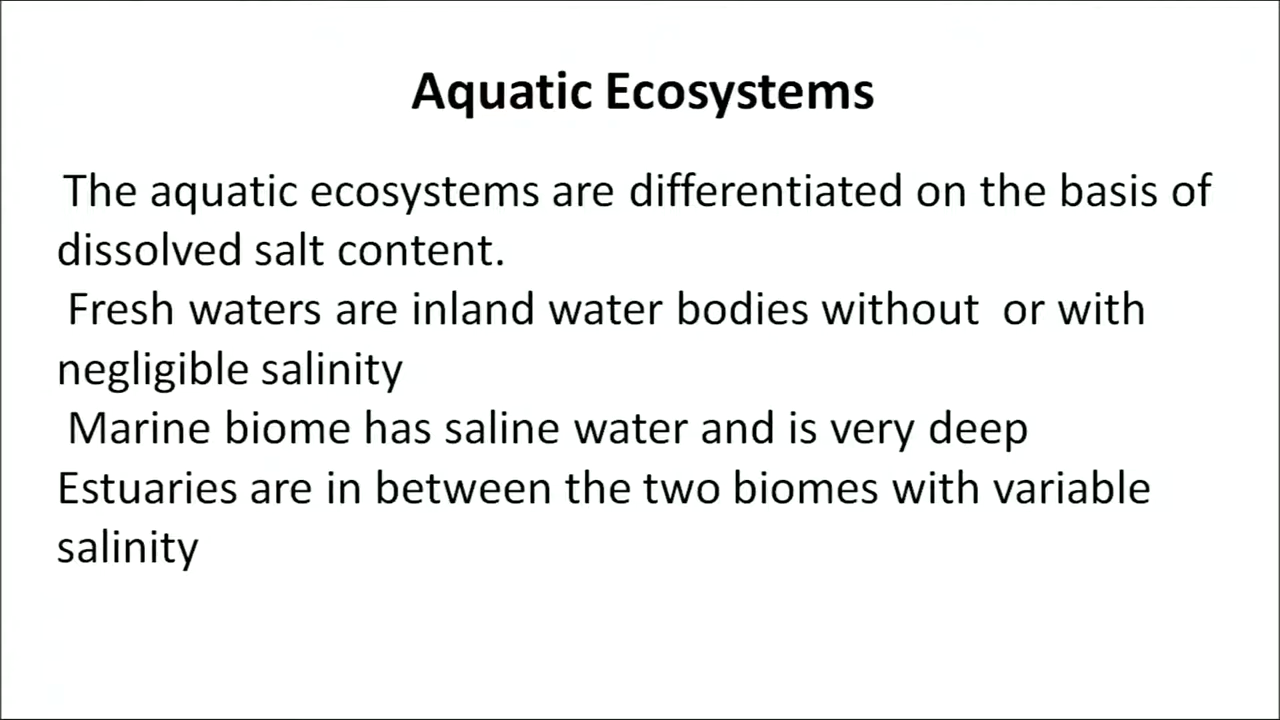 Aquatic Ecosystems
The aquatic ecosystems are differentiated on the basis of
dissolved salt content.
Fresh waters are inland water bodies without  or with
negligible salinity
Marine biome has saline water and is very deep
Estuaries are in between the two biomes with variable
salinity